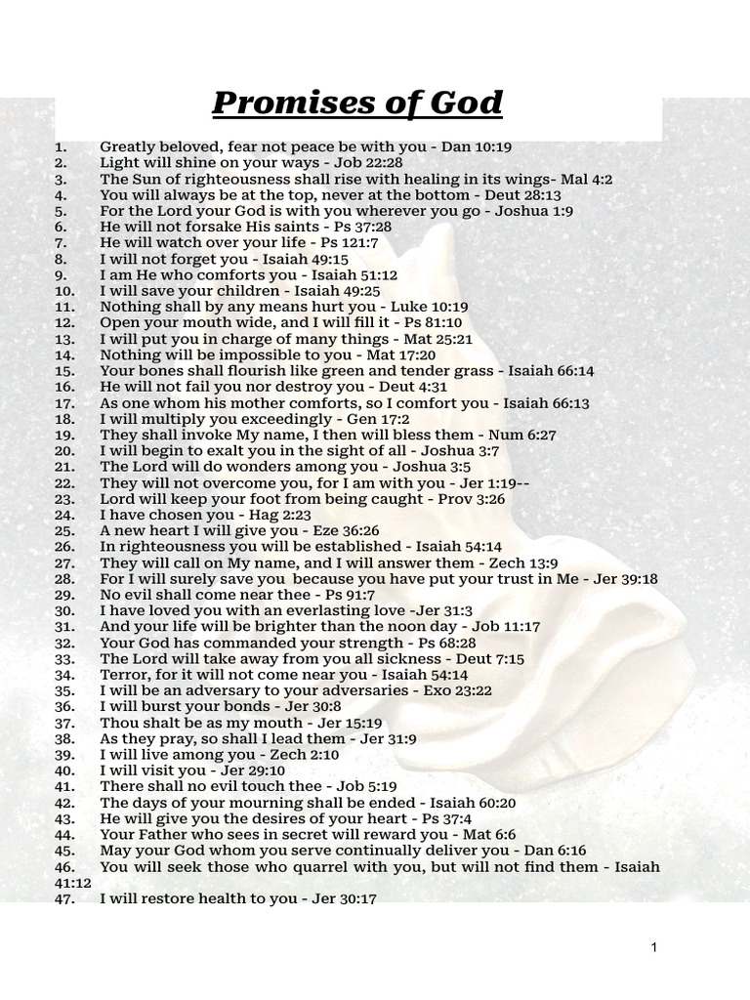 Promises of God
1. Greatly beloved, fear not peace be with you - Dan 10:19
2. Light will shine on your ways - Job 22:28
3. The Sun of righteousness shall rise with healing in its wings- Mal 4:2
4. You will always be at the top, never at the bottom - Deut 28:13
5. For the Lord your God is with you wherever you go - Joshua 1:9
6. He will not forsake His saints - Ps 37:28
7. He will watch over your life - Ps 121:7
8. I will not forget you - Isaiah 49:15
9. I am He who comforts you - Isaiah 51:12
10. I will save your children - Isaiah 49:25
11. Nothing shall by any means hurt you - Luke 10:19
12. Open your mouth wide, and I will fill it - Ps 81:10
13. I will put you in charge of many things - Mat 25:21
14. Nothing will be impossible to you - Mat 17:20
15. Your bones shall flourish like green and tender grass - Isaiah 66:14
16. He will not fail you nor destroy you - Deut 4:31
17. As one whom his mother comforts, so I comfort you - Isaiah 66:13
18. I will multiply you exceedingly - Gen 17:2
19. They shall invoke My name, I then will bless them - Num 6:27
20. I will begin to exalt you in the sight of all - Joshua 3:7
21. The Lord will do wonders among you - Joshua 3:5
22. They will not overcome you, for I am with you - Jer 1:19--
23. Lord will keep your foot from being caught - Prov 3:26
24. I have chosen you - Hag 2:23
25. A new heart I will give you - Eze 36:26
26. In righteousness you will be established - Isaiah 54:14
27. They will call on My name, and I will answer them - Zech 13:9
28. For I will surely save you  because you have put your trust in Me - Jer 39:18
29. No evil shall come near thee - Ps 91:7
30. I have loved you with an everlasting love -Jer 31:3
31. And your life will be brighter than the noon day - Job 11:17
32. Your God has commanded your strength - Ps 68:28
33. The Lord will take away from you all sickness - Deut 7:15
34. Terror, for it will not come near you - Isaiah 54:14
35. I will be an adversary to your adversaries - Exo 23:22
36. I will burst your bonds - Jer 30:8
37. Thou shalt be as my mouth - Jer 15:19
38. As they pray, so shall I lead them - Jer 31:9
39. I will live among you - Zech 2:10
40. I will visit you - Jer 29:10
41. There shall no evil touch thee - Job 5:19
42. The days of your mourning shall be ended - Isaiah 60:20
43. He will give you the desires of your heart - Ps 37:4
44. Your Father who sees in secret will reward you - Mat 6:6
45. May your God whom you serve continually deliver you - Dan 6:16
46. You will seek those who quarrel with you, but will not find them - Isaiah
41:12
47. I will restore health to you - Jer 30:17
1